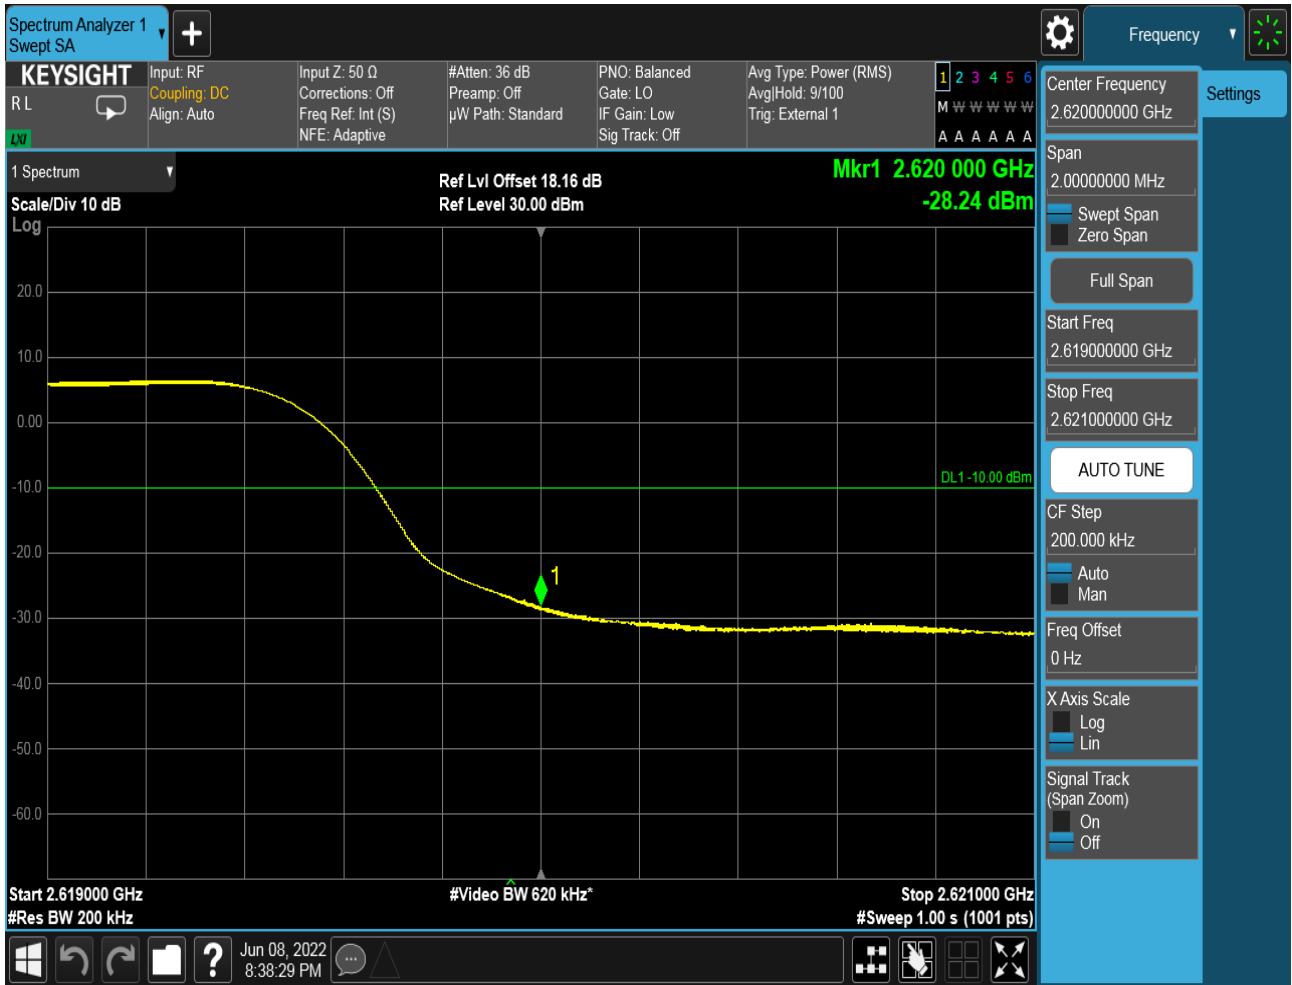 Spectrum Analyzer 1
Swept SA
Frequency
KEYSIGHT
R L
LXI
Input: RF
Coupling: DC
Align: Auto
Input Z: 50 Ω
Corrections: Off
Freq Ref: Int (S)
NFE: Adaptive
#Atten: 36 dB
Preamp: Off
µW Path: Standard
PNO: Balanced
Gate: LO
IF Gain: Low
Sig Track: Off
Avg Type: Power (RMS)
Avg|Hold: 9/100
Trig: External 1
1 2 3 4 5 6
M W W W W W
A A A A A A
1 Spectrum
Scale/Div 10 dB
Log
Ref Lvl Offset 18.16 dB
Ref Level 30.00 dBm
Mkr1 2.620 000 GHz
-28.24 dBm
20.0
10.0
0.00
-10.0
-20.0
-30.0
-40.0
-50.0
-60.0
DL1 -10.00 dBm
1
Start 2.619000 GHz
#Res BW 200 kHz
#Video BW 620 kHz*
Stop 2.621000 GHz
#Sweep 1.00 s (1001 pts)
?
Jun 08, 2022
8:38:29 PM
Center Frequency
2.620000000 GHz
Settings
Span
2.00000000 MHz
Swept Span
Zero Span
Full Span
Start Freq
2.619000000 GHz
Stop Freq
2.621000000 GHz
AUTO TUNE
CF Step
200.000 kHz
Auto
Man
Freq Offset
0 Hz
X Axis Scale
Log
Lin
Signal Track
(Span Zoom)
On
Off